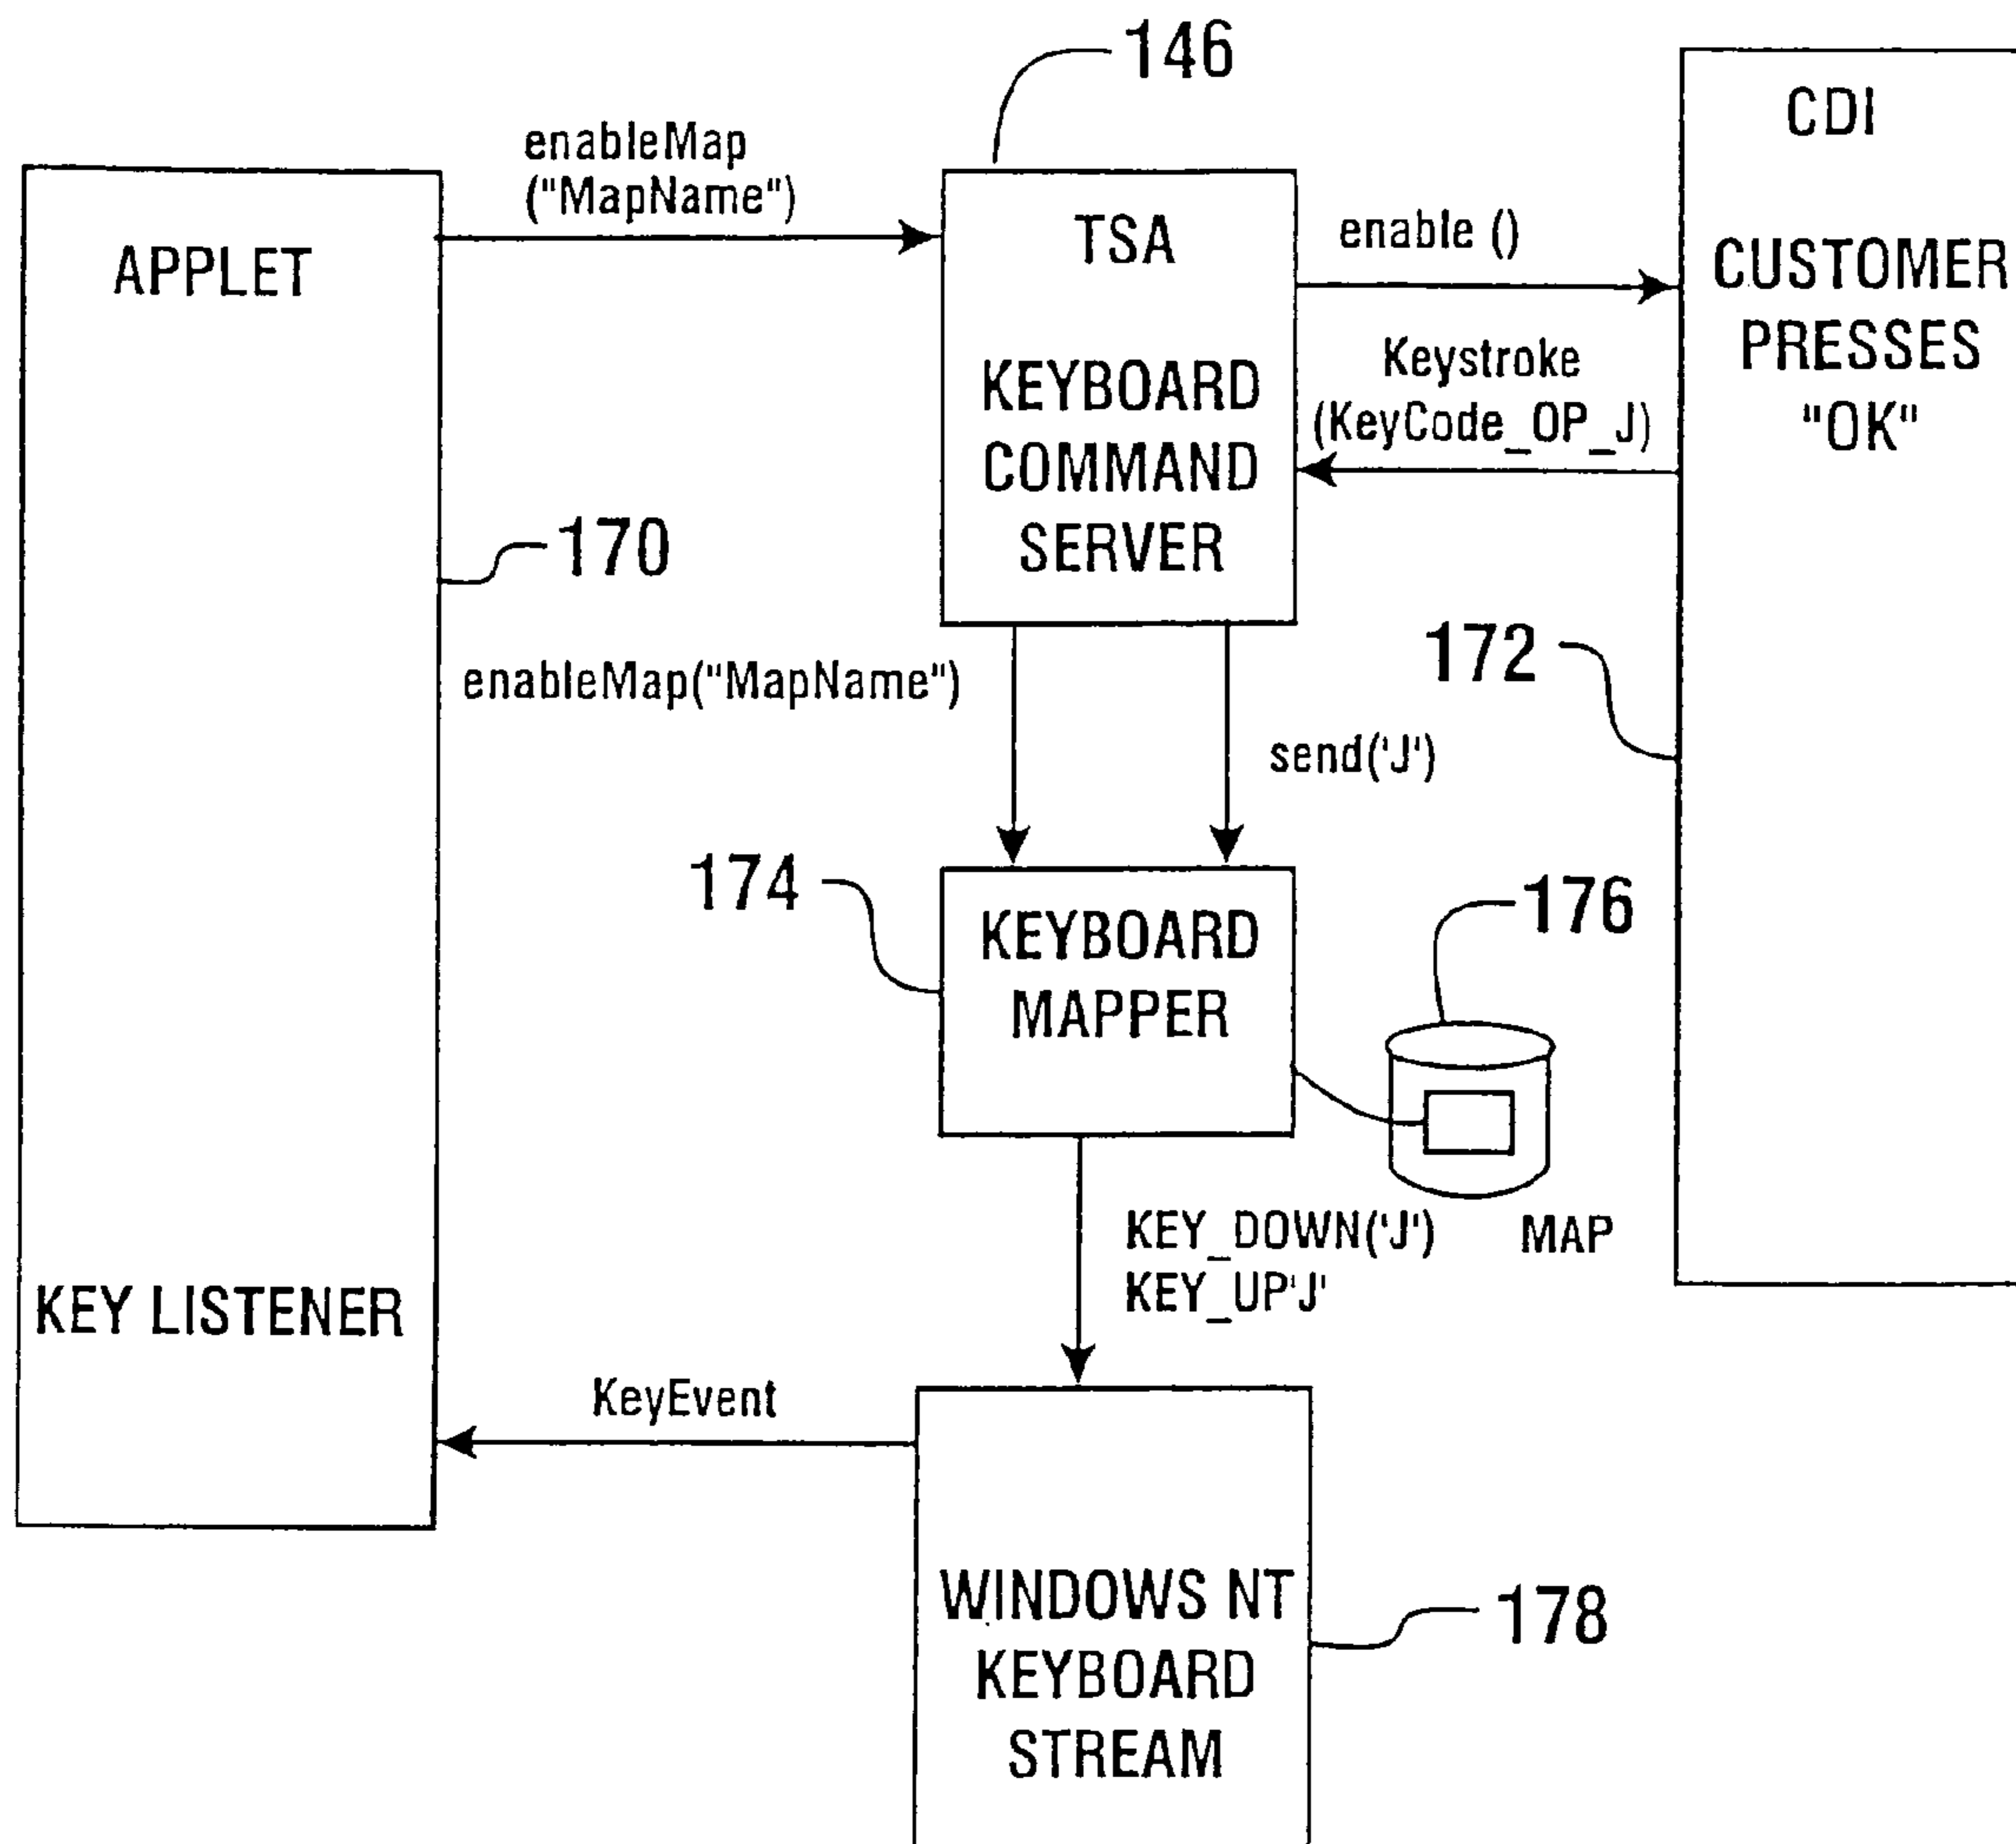 146
CDI
enableMap
("MapName")
APPLET
TSA
enable ()
CUSTOMER
PRESSES
"OK"
KEYBOARD
COMMAND
SERVER
Keystroke
(KeyCode_OP_J)
170
172
enableMap("MapName")
send('J')
174
176
KEYBOARD
MAPPER
KEY_DOWN('J')
KEY_UP'J'
MAP
KEY LISTENER
KeyEvent
WINDOWS NT
KEYBOARD
STREAM
178